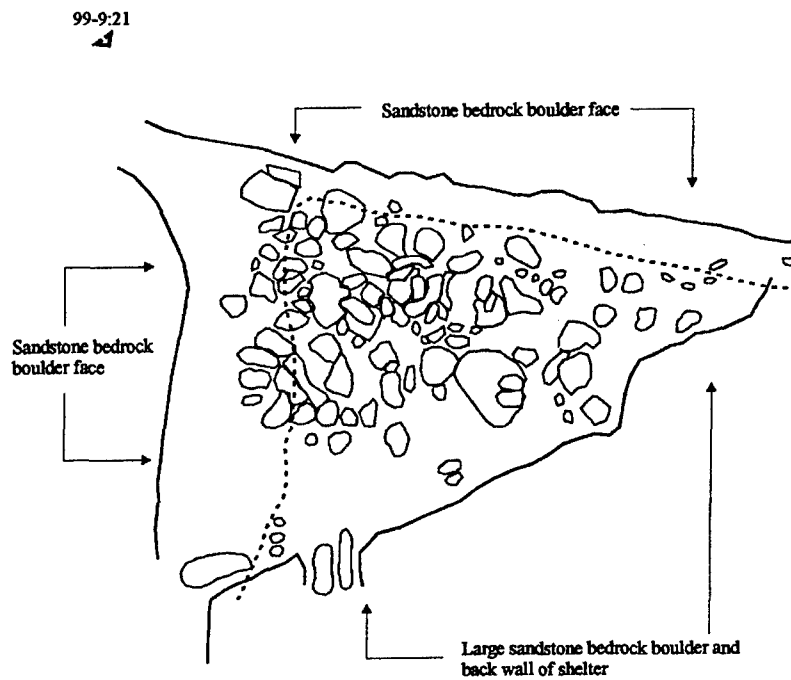 99-9:21
Sandstone bedrock boulder face
Sandstone bedrock
boulder face
Large sandstone bedrock boulder and
back wall of shelter